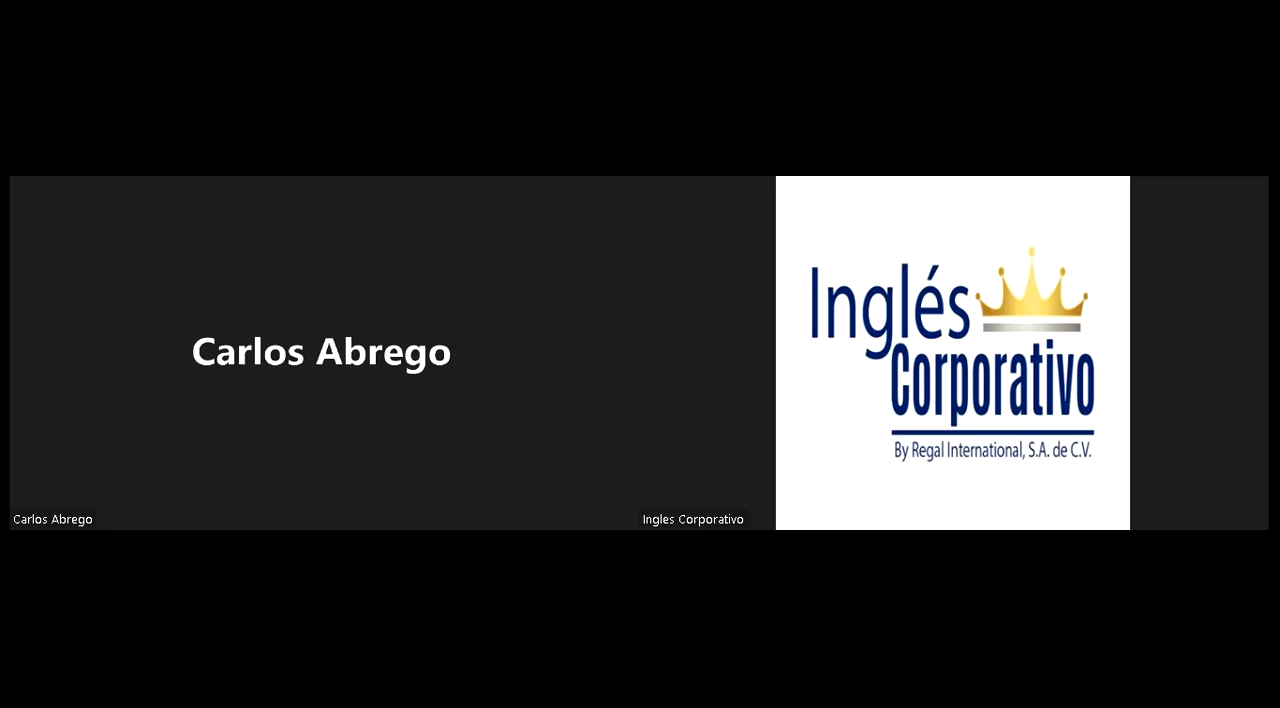 Carlos Abrego
Carlos Abrego
Ingles Corporativo
Inglés
Corporativo
By Regal International, S.A. de C.V.